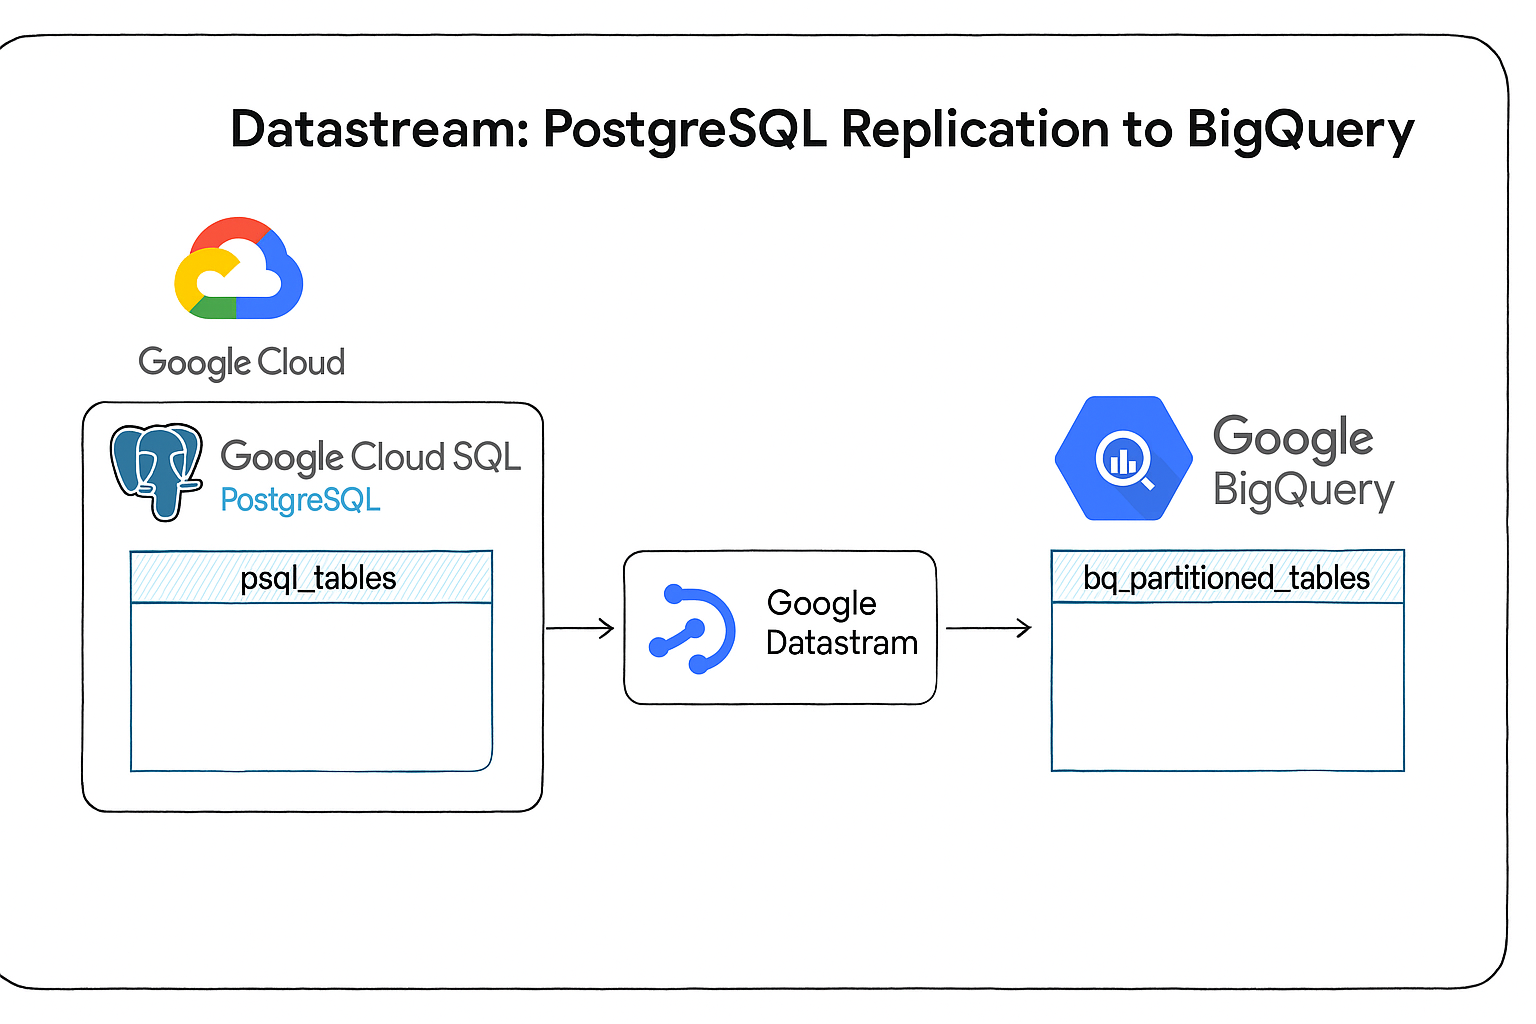 Datastream: PostgreSQL Replication to BigQuery
Google Cloud
Google Cloud SQL
PostgreSQL
psql_tables
Google
Datastram
Google
BigQuery
bq_partitioned_tables